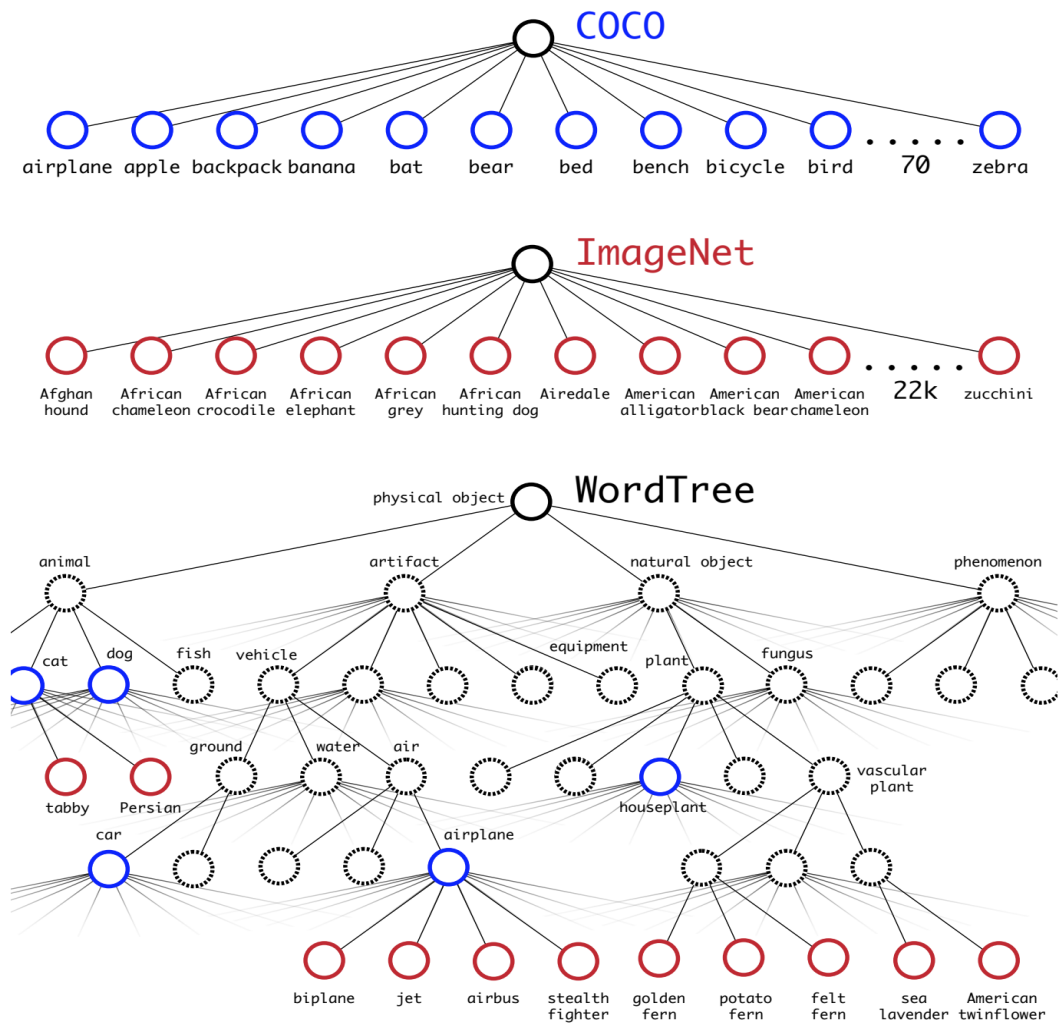 COCO
airplane apple backpack banana bat bear bed bench bicycle bird ..... zebra
70
ImageNet
Afghan hound
African chameleon
African crocodile
African elephant
African grey
African hunting dog
Airedale
American alligator
American black bear
American chameleon
.....
22k
zucchini
WordTree
physical object
animal artifact natural object phenomenon
cat dog fish vehicle equipment plant fungus
ground water air
tabby Persian houseplant
vascular plant
car airplane
biplane
jet
airbus
stealth fighter
golden fern
potato fern
felt fern
sea lavender
American twinflower